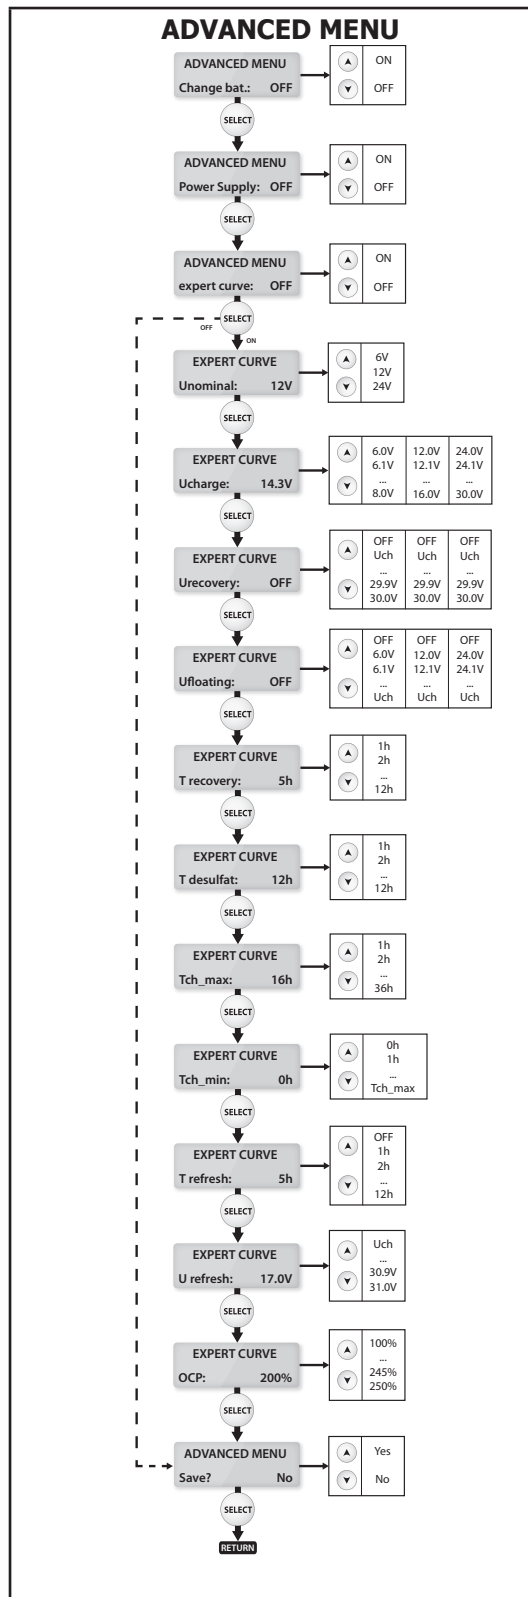 ADVANCED MENU
ADVANCED MENU
Change bat.: OFF
ON
OFF
SELECT
ADVANCED MENU
Power Supply: OFF
ON
OFF
SELECT
ADVANCED MENU
expert curve: OFF
ON
OFF
SELECT
OFF
ON
EXPERT CURVE
Unominal: 12V
6V
12V
24V
SELECT
EXPERT CURVE
Ucharge: 14.3V
6.0V 12.0V 24.0V
6.1V 12.1V 24.1V
... ... ...
8.0V 16.0V 30.0V
SELECT
EXPERT CURVE
Urecovery: OFF
OFF OFF OFF
Uch Uch Uch
... ... ...
29.9V 29.9V 29.9V
30.0V 30.0V 30.0V
SELECT
EXPERT CURVE
Ufloating: OFF
OFF OFF OFF
6.0V 12.0V 24.0V
6.1V 12.1V 24.1V
... ... ...
Uch Uch Uch
SELECT
EXPERT CURVE
T recovery: 5h
1h
2h
...
12h
SELECT
EXPERT CURVE
T desulfat: 12h
1h
2h
...
12h
SELECT
EXPERT CURVE
Tch_max: 16h
1h
2h
...
36h
SELECT
EXPERT CURVE
Tch_min: 0h
0h
1h
...
Tch_max
SELECT
EXPERT CURVE
T refresh: 5h
OFF
1h
2h
...
12h
SELECT
EXPERT CURVE
U refresh: 17.0V
Uch
...
30.9V
31.0V
SELECT
EXPERT CURVE
OCP: 200%
100%
...
245%
250%
SELECT
ADVANCED MENU
Save? No
Yes
No
SELECT
RETURN